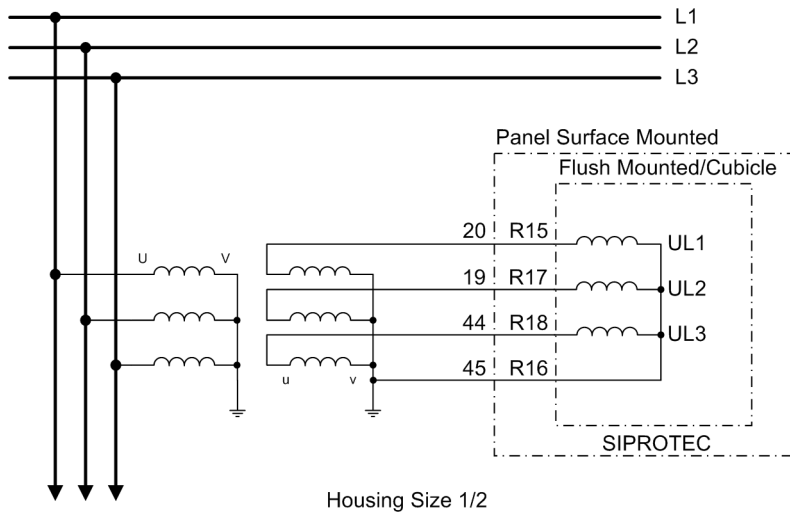 L1
L2
L3
Panel Surface Mounted
Flush Mounted/Cubicle
20 R15 UL1
U V
19 R17 UL2
44 R18 UL3
45 R16
u v
SIPROTEC
Housing Size 1/2